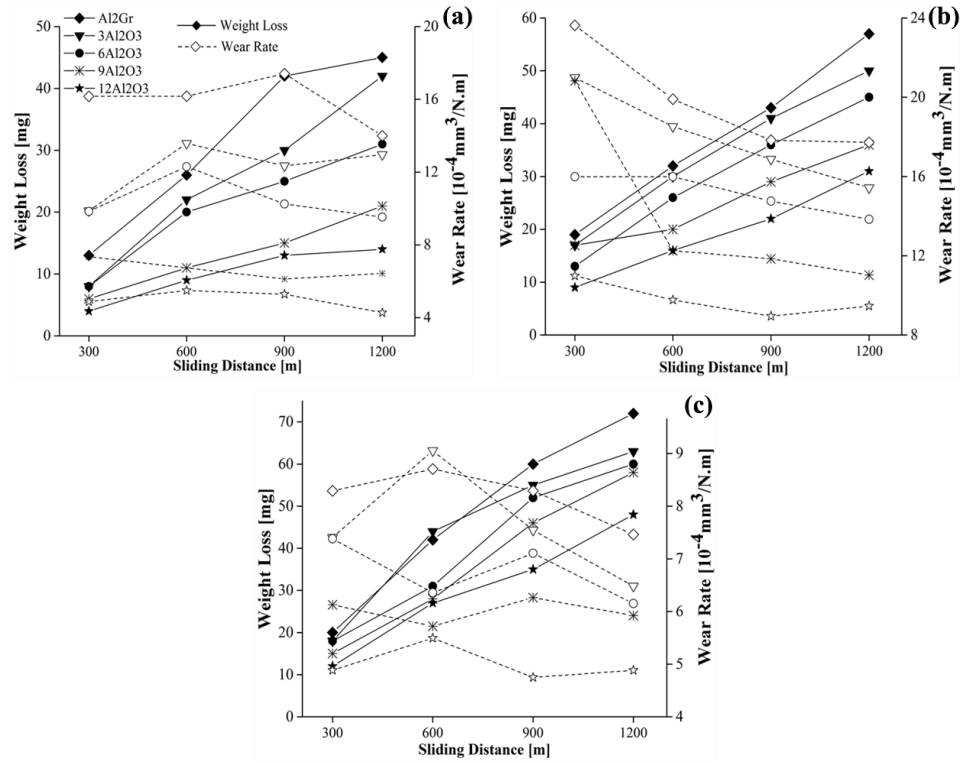 (a)
Al2Gr
3Al2O3
6Al2O3
9Al2O3
12Al2O3
Weight Loss
Wear Rate
50
40
30
20
10
0
Weight Loss [mg]
20
16
12
8
4
Wear Rate [10⁻⁴mm³/N.m]
300 600 900 1200
Sliding Distance [m]
(b)
60
50
40
30
20
10
0
Weight Loss [mg]
24
20
16
12
8
Wear Rate [10⁻⁴mm³/N.m]
300 600 900 1200
Sliding Distance [m]
(c)
70
60
50
40
30
20
10
0
Weight Loss [mg]
9
8
7
6
5
4
Wear Rate [10⁻⁴mm³/N.m]
300 600 900 1200
Sliding Distance [m]